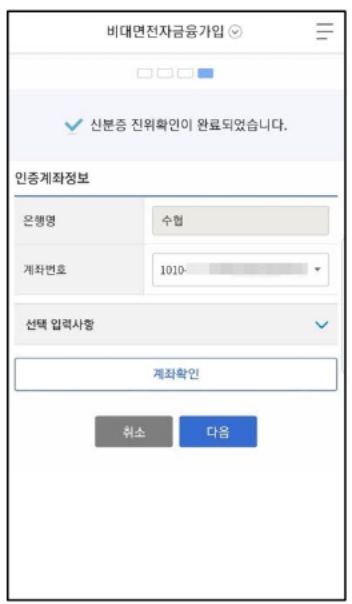 비대면전자금융가입
신분증 진위확인이 완료되었습니다.
인증계좌정보
은행명 수협
계좌번호 1010-
선택 입력사항
계좌확인
취소 다음